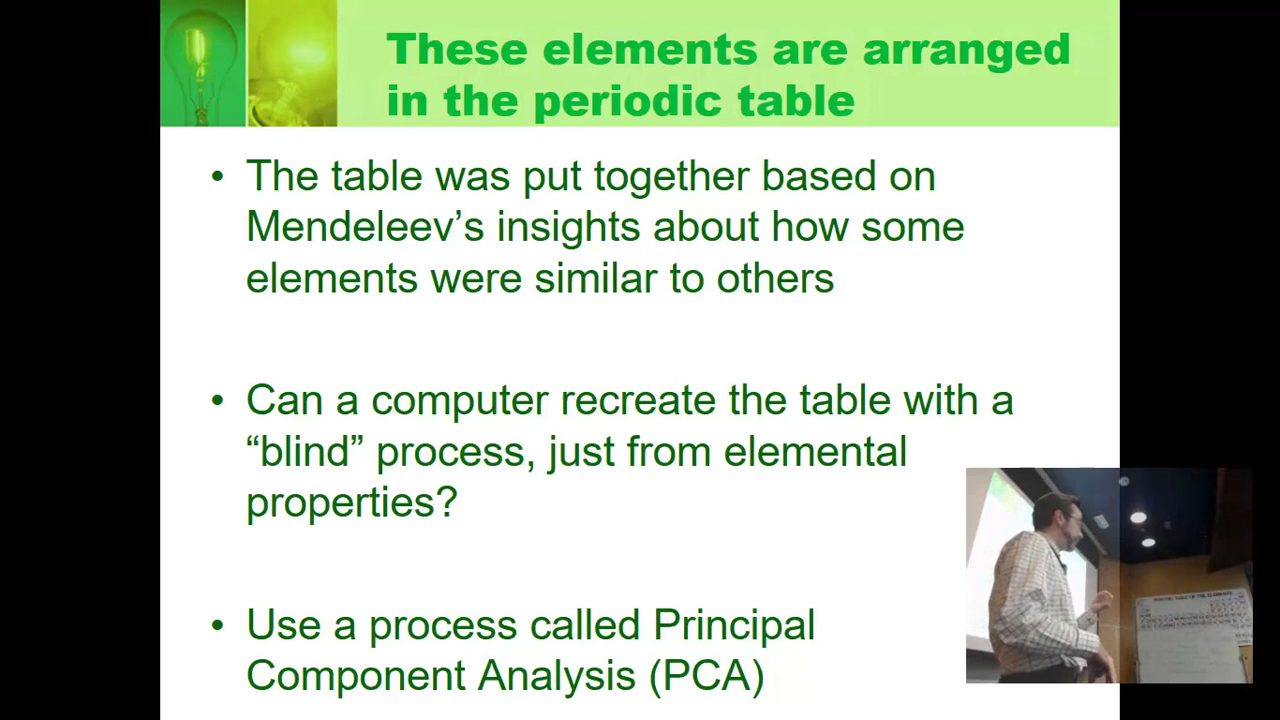 These elements are arranged
in the periodic table
• The table was put together based on
Mendeleev’s insights about how some
elements were similar to others
• Can a computer recreate the table with a
“blind” process, just from elemental
properties?
• Use a process called Principal
Component Analysis (PCA)